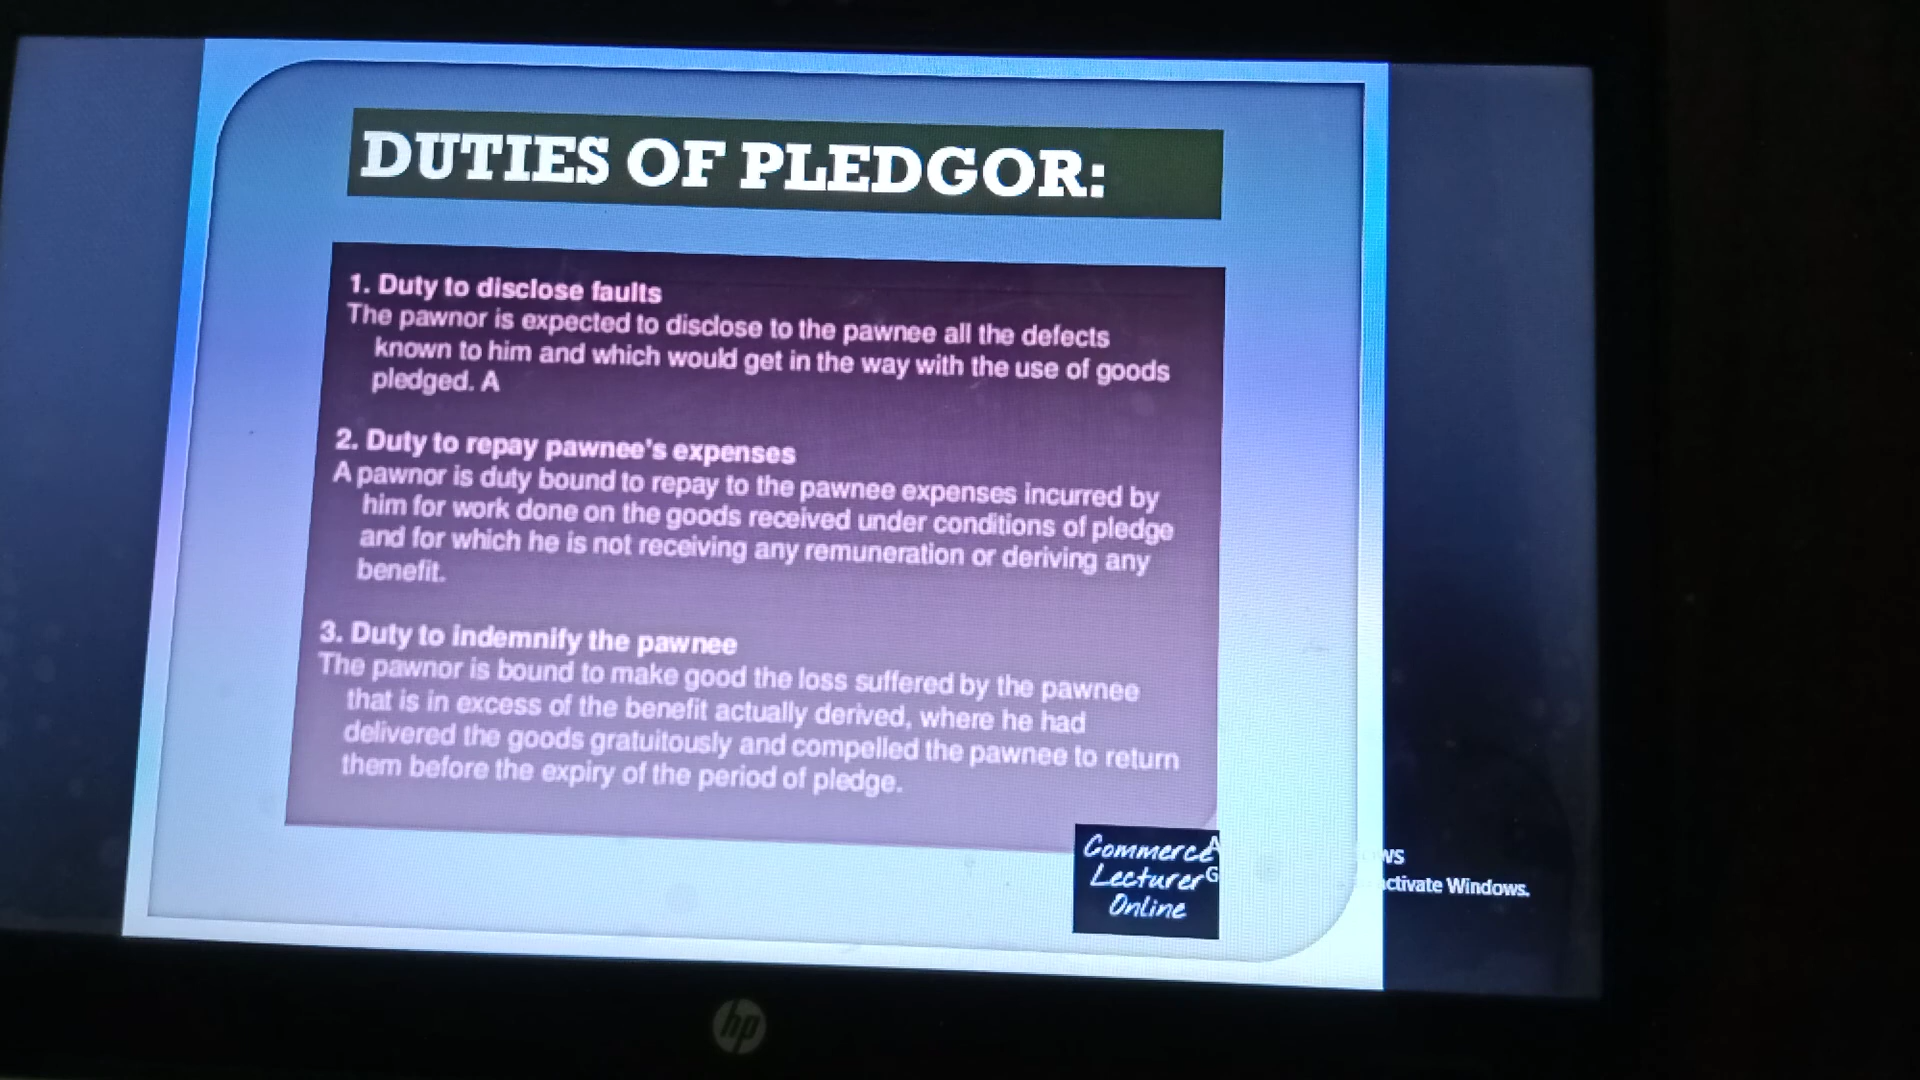 DUTIES OF PLEDGOR:
1. Duty to disclose faults
The pawnor is expected to disclose to the pawnee all the defects
known to him and which would get in the way with the use of goods
pledged. A
2. Duty to repay pawnee's expenses
A pawnor is duty bound to repay to the pawnee expenses incurred by
him for work done on the goods received under conditions of pledge
and for which he is not receiving any remuneration or deriving any
benefit.
3. Duty to indemnify the pawnee
The pawnor is bound to make good the loss suffered by the pawnee
that is in excess of the benefit actually derived, where he had
delivered the goods gratuitously and compelled the pawnee to return
them before the expiry of the period of pledge.
Commerce
Lecturer
Online
Windows.
hp